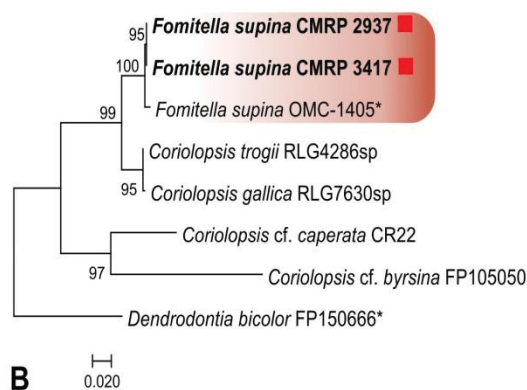 95
Fomitella supina CMRP 2937
100
Fomitella supina CMRP 3417
Fomitella supina OMC-1405*
99
Coriolopsis trogii RLG4286sp
95
Coriolopsis gallica RLG7630sp
Coriolopsis cf. caperata CR22
97
Coriolopsis cf. byrsina FP105050
Dendrodontia bicolor FP150666*
B
0.020